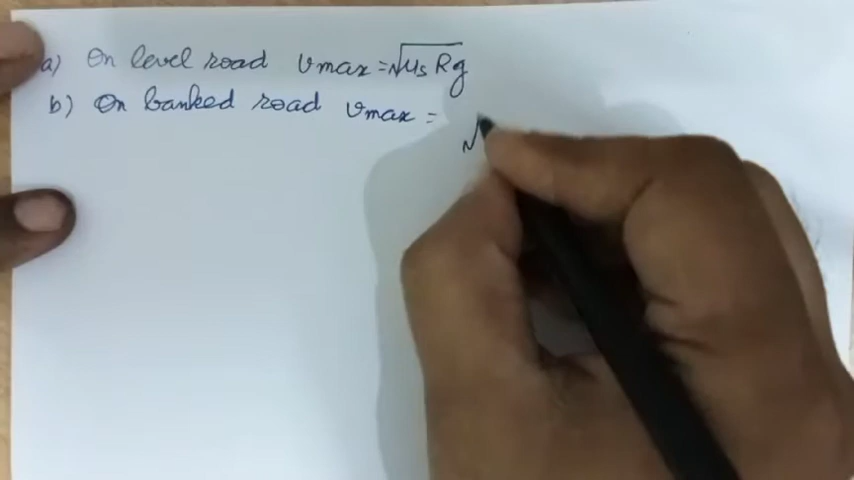 a) On level road vmax = √μs Rg
b) On banked road vmax = √